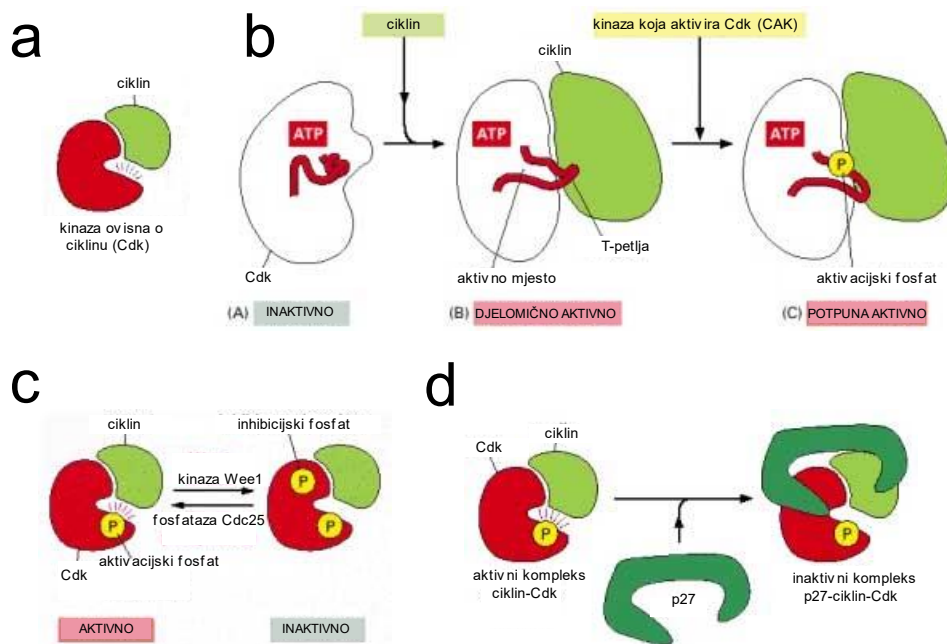 a
ciklin
kinaza ovisna o
ciklinu (Cdk)
b
ciklin
kinaza koja aktivira Cdk (CAK)
ciklin
ATP
ATP
ATP
P
Cdk
aktivno mjesto
T-petlja
aktivacijski fosfat
(A) INAKTIVNO
(B) DJELOMIČNO AKTIVNO
(C) POTPUNA AKTIVNO
c
ciklin
inhibicijski fosfat
P
kinaza Wee1
fosfataza Cdc25
P
P
aktivacijski fosfat
Cdk
AKTIVNO
INAKTIVNO
d
Cdk
ciklin
P
P
aktivni kompleks
ciklin-Cdk
p27
inaktivni kompleks
p27-ciklin-Cdk